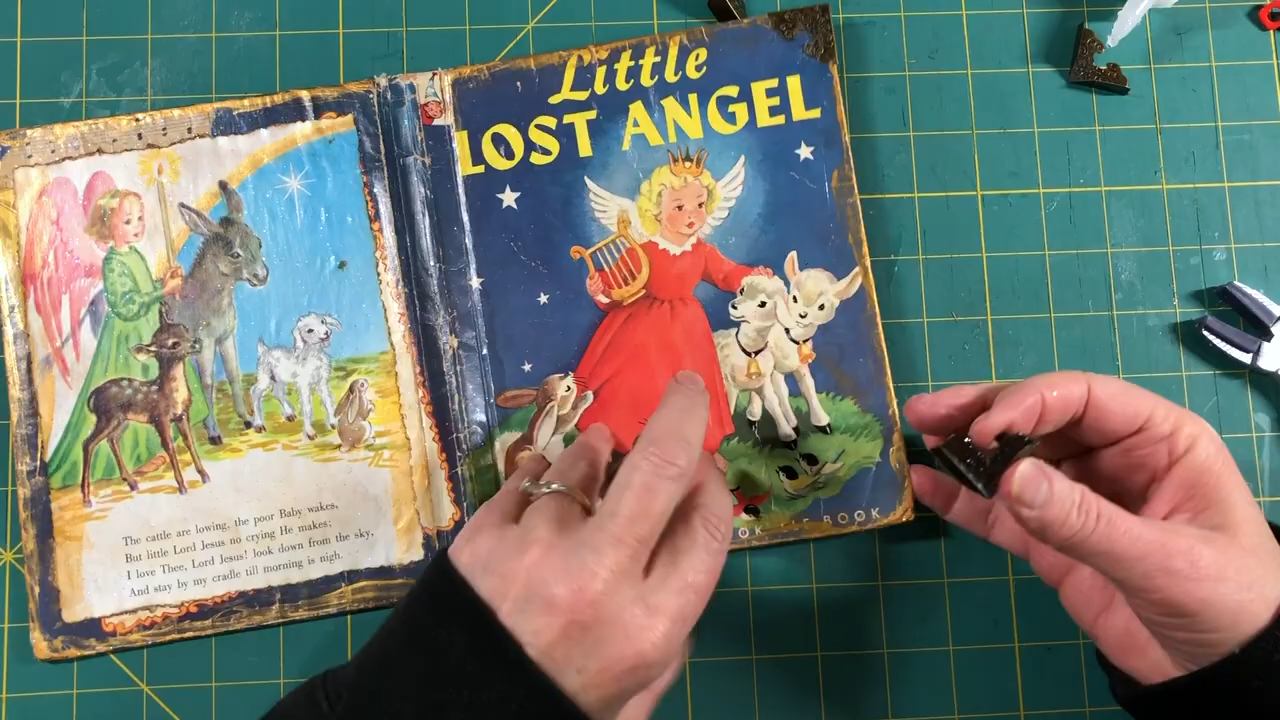 Little
LOST ANGEL
The cattle are lowing, the poor Baby wakes,
But little Lord Jesus no crying He makes;
I love Thee, Lord Jesus! look down from the sky,
And stay by my cradle till morning is nigh.
BOOK